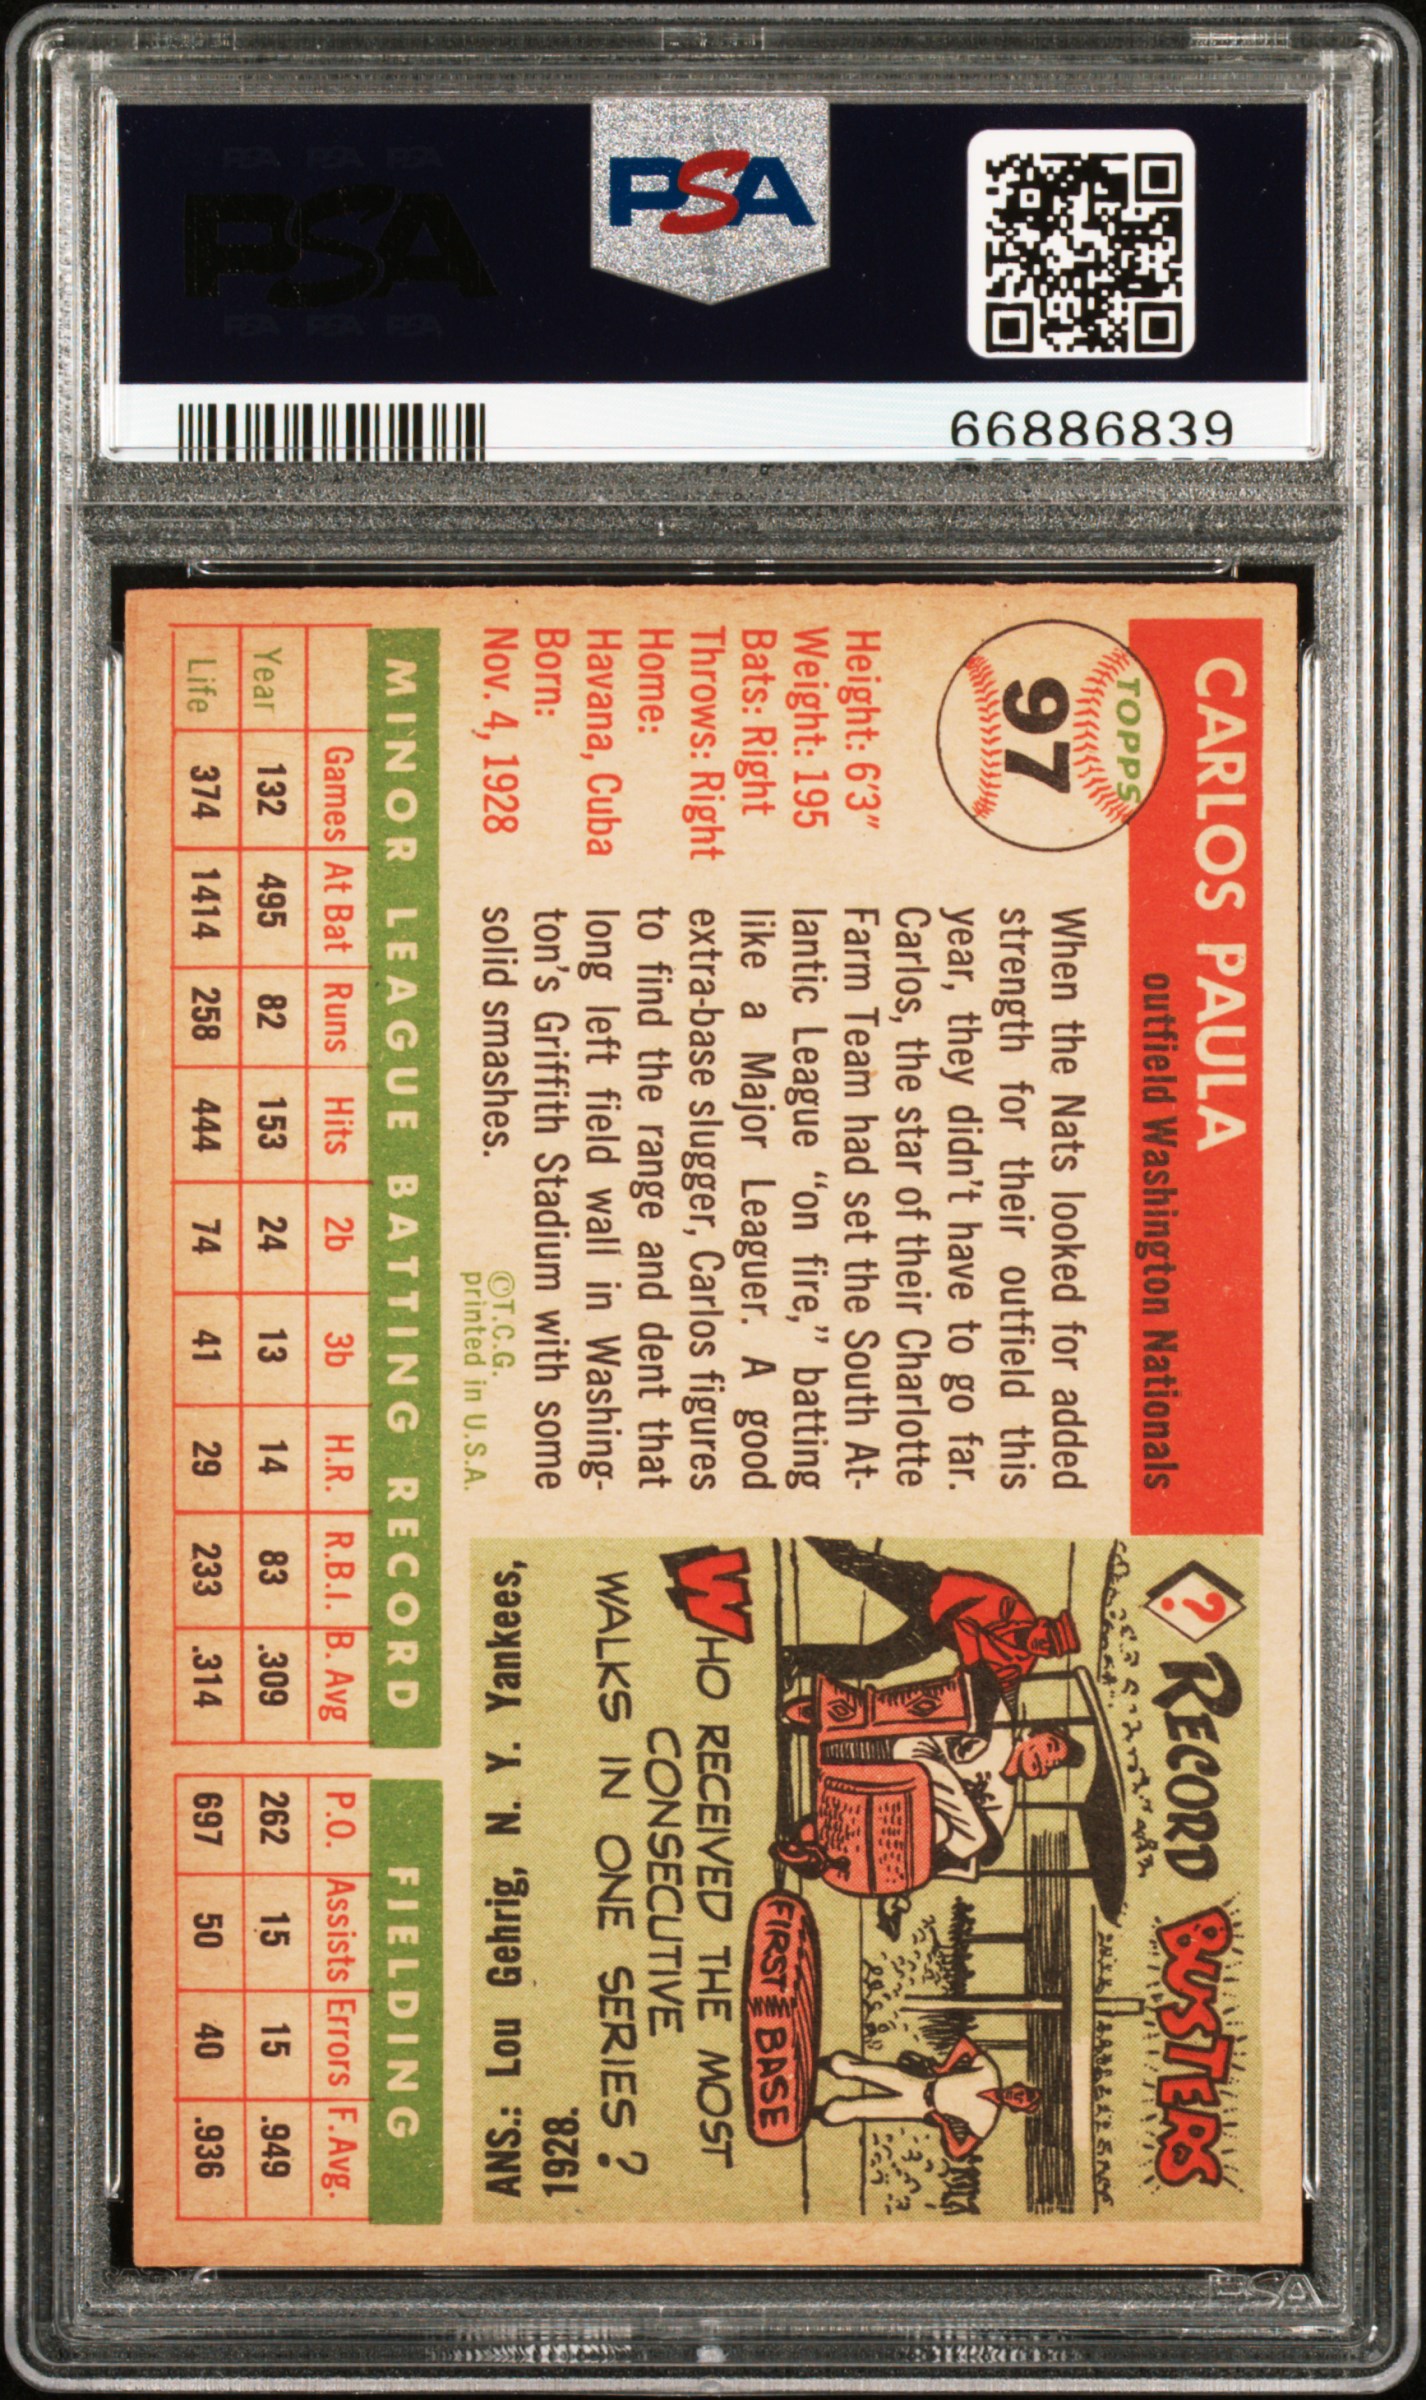 PSA PSA PSA
PSA
PSA PSA PSA
PSA
66886839
CARLOS PAULA
outfield Washington Nationals
TOPPS
97
Height: 6'3"
Weight: 195
Bats: Right
Throws: Right
Home:
Havana, Cuba
Born:
Nov. 4, 1928
When the Nats looked for added
strength for their outfield this
year, they didn't have to go far.
Carlos, the star of their Charlotte
Farm Team had set the South At-
lantic League "on fire," batting
like a Major Leaguer. A good
extra-base slugger, Carlos figures
to find the range and dent that
long left field wall in Washing-
ton's Griffith Stadium with some
solid smashes.
©T.C.G.
printed in U.S.A.
? RECORD BUSTERS
FIRST BASE
WHO RECEIVED THE MOST
CONSECUTIVE
WALKS IN ONE SERIES?
ANS.: Lou Gehrig, N. Y. Yankees,
1928.
MINOR LEAGUE BATTING RECORD FIELDING
Games At Bat Runs Hits 2b 3b H.R. R.B.I. B. Avg P.O. Assists Errors F. Avg.
Year 132 495 82 153 24 13 14 83 .309 262 15 15 .949
Life 374 1414 258 444 74 41 29 233 .314 697 50 40 .936
PSA